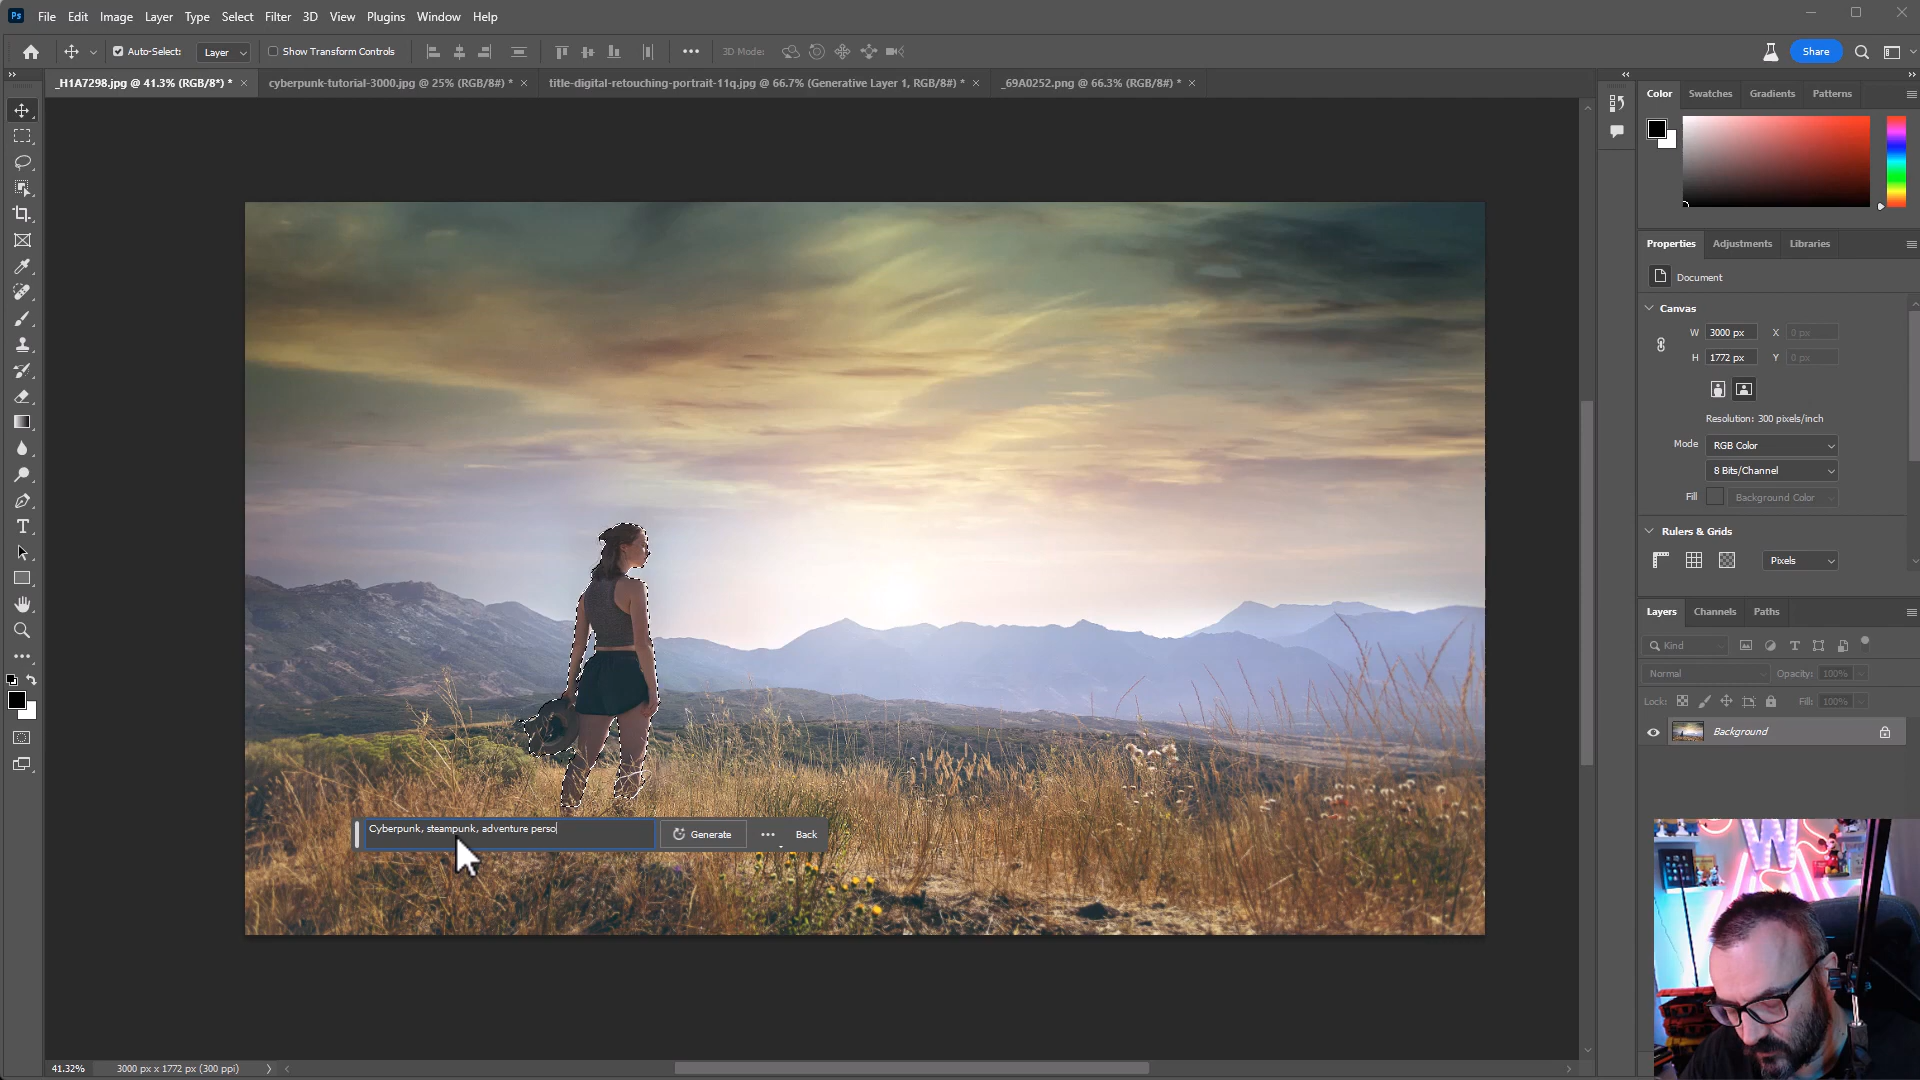 Ps File Edit Image Layer Type Select Filter 3D View Plugins Window Help
Auto-Select: Layer Show Transform Controls ••• 3D Mode: Share
_H1A7298.jpg @ 41.3% (RGB/8*) * × cyberpunk-tutorial-3000.jpg @ 25% (RGB/8#) * × title-digital-retouching-portrait-11q.jpg @ 66.7% (Generative Layer 1, RGB/8#) * × _69A0252.png @ 66.3% (RGB/8#) * ×
Color Swatches Gradients Patterns
Properties Adjustments Libraries
Document
Canvas
W 3000 px X 0 px
H 1772 px Y 0 px
Resolution: 300 pixels/inch
Mode RGB Color
8 Bits/Channel
Fill Background Color
Rulers & Grids
Pixels
Layers Channels Paths
Kind
Normal Opacity: 100%
Lock: Fill: 100%
Background
Cyberpunk, steampunk, adventure perso
Generate ••• Back
41.32% 3000 px x 1772 px (300 ppi)